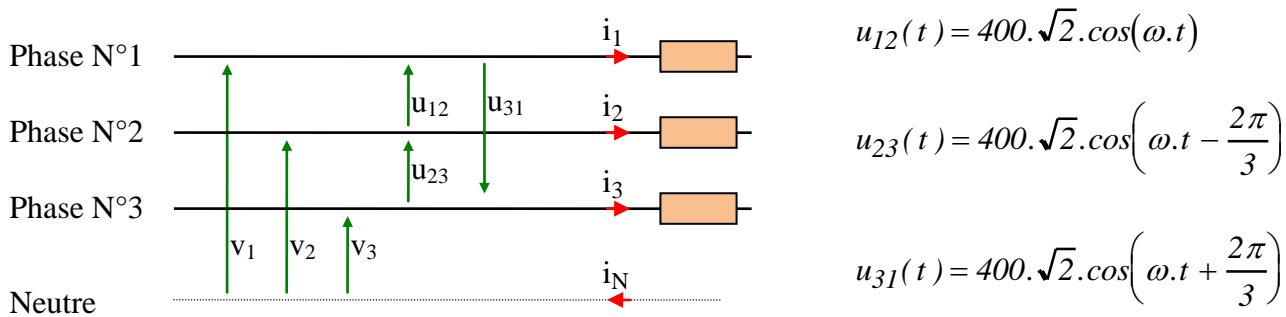 Phase N°1
i₁
u₁₂(t) = 400.√2.cos(ω.t)
u₁₂
u₃₁
Phase N°2
i₂
u₂₃(t) = 400.√2.cos(ω.t − 2π/3)
u₂₃
Phase N°3
i₃
v₁
v₂
v₃
u₃₁(t) = 400.√2.cos(ω.t + 2π/3)
Neutre
i_N